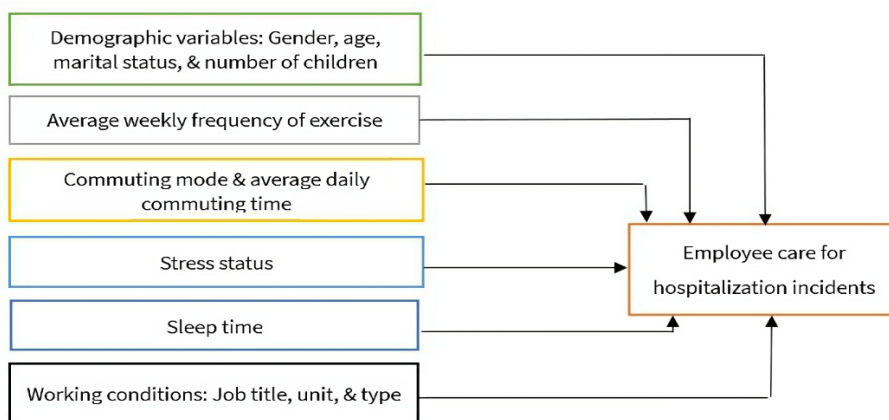 Demographic variables: Gender, age,
marital status, & number of children
Average weekly frequency of exercise
Commuting mode & average daily
commuting time
Stress status
Sleep time
Working conditions: Job title, unit, & type
Employee care for
hospitalization incidents